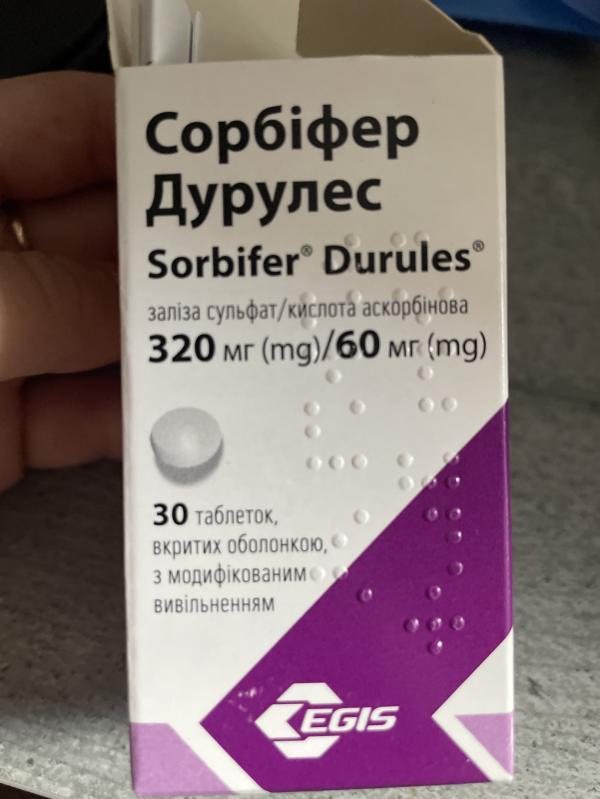 Сорбіфер
Дурулес
Sorbifer® Durules®
заліза сульфат/кислота аскорбінова
320 мг (mg)/60 мг (mg)
30 таблеток,
вкритих оболонкою,
з модифікованим
вивільненням
EGIS